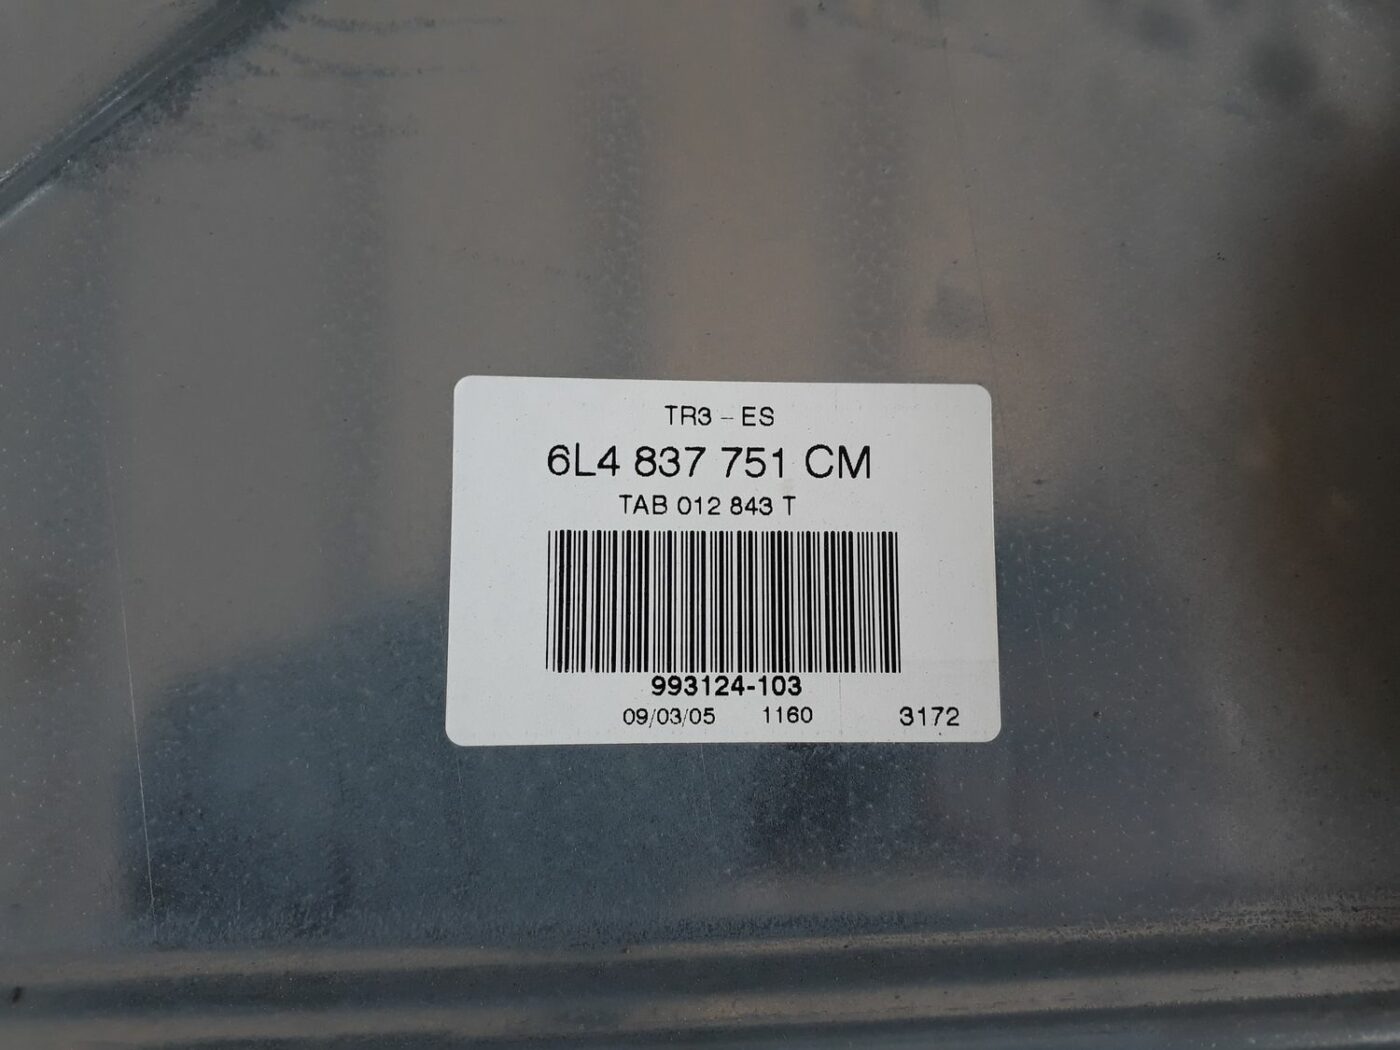 TR3 - ES
6L4 837 751 CM
TAB 012 843 T
993124-103
09/03/05 1160 3172